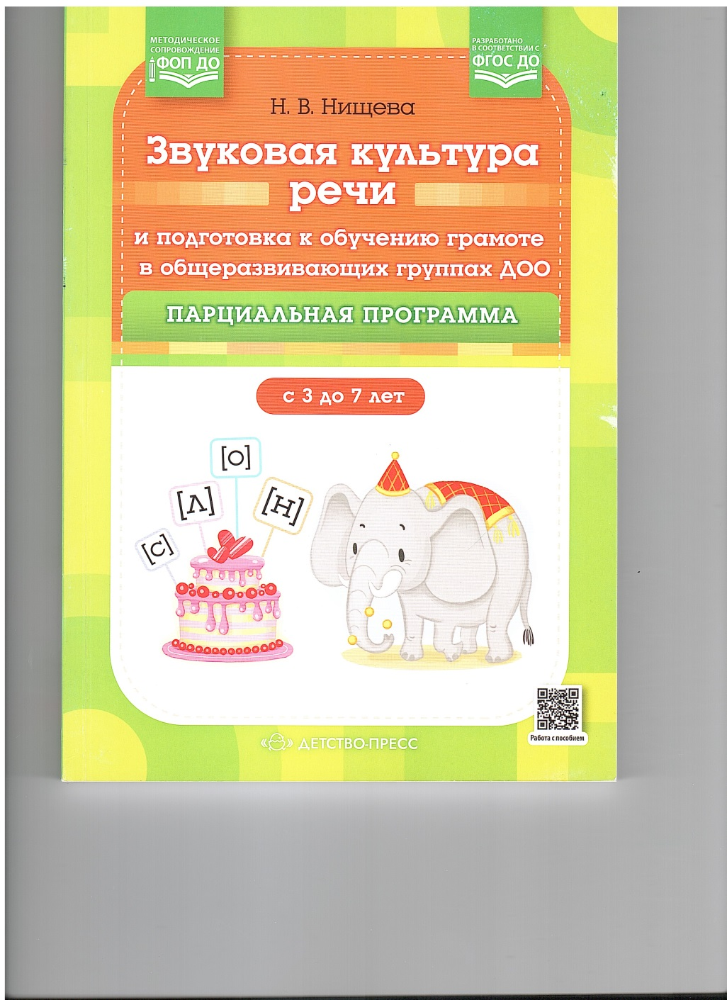 МЕТОДИЧЕСКОЕ
СОПРОВОЖДЕНИЕ
ФОП ДО
РАЗРАБОТАНО
В СООТВЕТСТВИИ С
ФГОС ДО
Н. В. Нищева
Звуковая культура
речи
и подготовка к обучению грамоте
в общеразвивающих группах ДОО
ПАРЦИАЛЬНАЯ ПРОГРАММА
с 3 до 7 лет
[С]
[Л]
[О]
[Н]
Работа с пособием
«» ДЕТСТВО-ПРЕСС